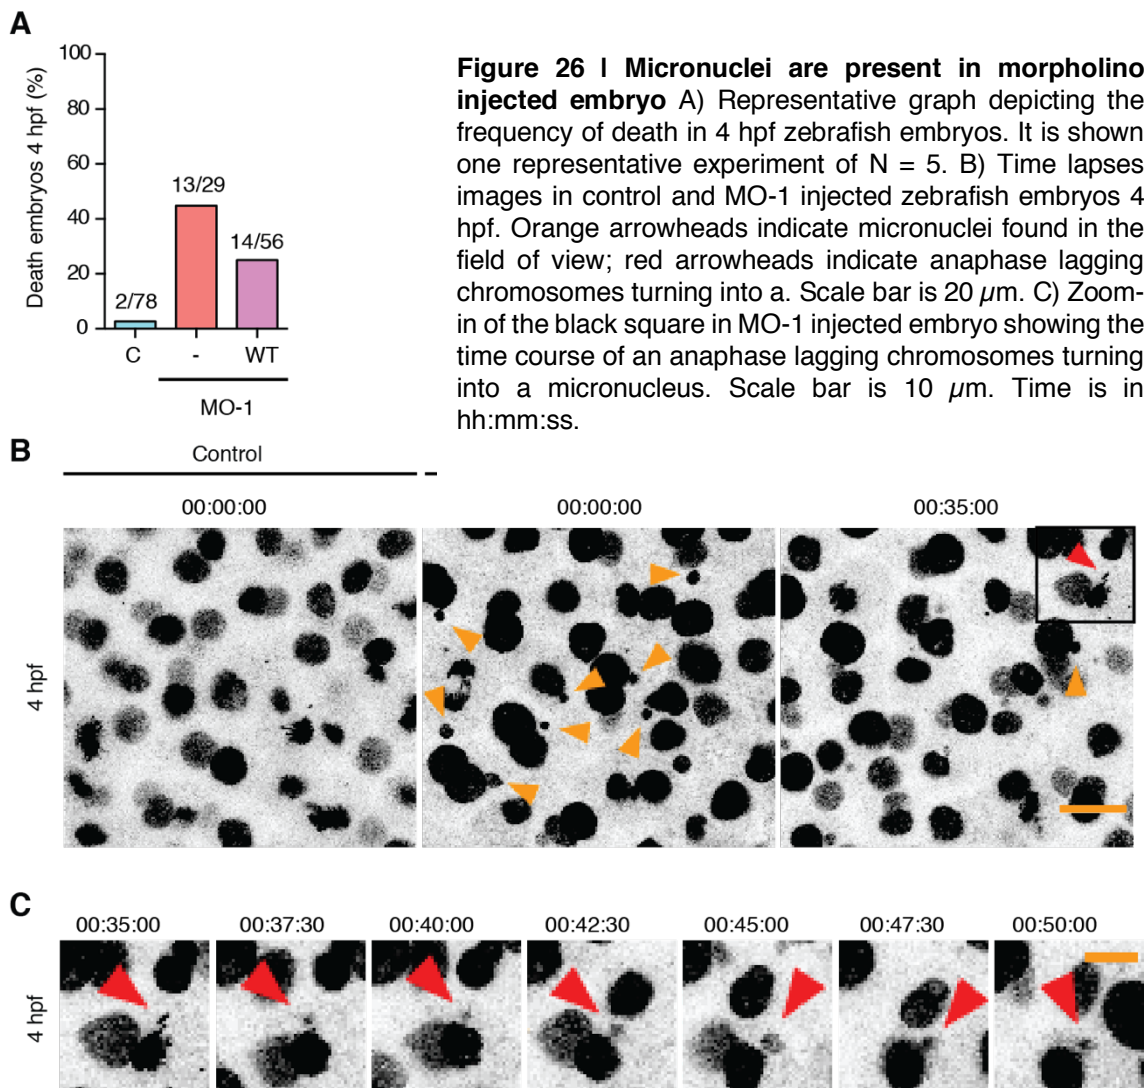 A
Death embryos 4 hpf (%)
100
80
60
40
20
0
2/78
13/29
14/56
C
-
WT
MO-1
Figure 26 I Micronuclei are present in morpholino
injected embryo A) Representative graph depicting the
frequency of death in 4 hpf zebrafish embryos. It is shown
one representative experiment of N = 5. B) Time lapses
images in control and MO-1 injected zebrafish embryos 4
hpf. Orange arrowheads indicate micronuclei found in the
field of view; red arrowheads indicate anaphase lagging
chromosomes turning into a. Scale bar is 20 µm. C) Zoom-
in of the black square in MO-1 injected embryo showing the
time course of an anaphase lagging chromosomes turning
into a micronucleus. Scale bar is 10 µm. Time is in
hh:mm:ss.
B
Control
00:00:00
00:00:00
00:35:00
4 hpf
C
00:35:00
00:37:30
00:40:00
00:42:30
00:45:00
00:47:30
00:50:00
4 hpf